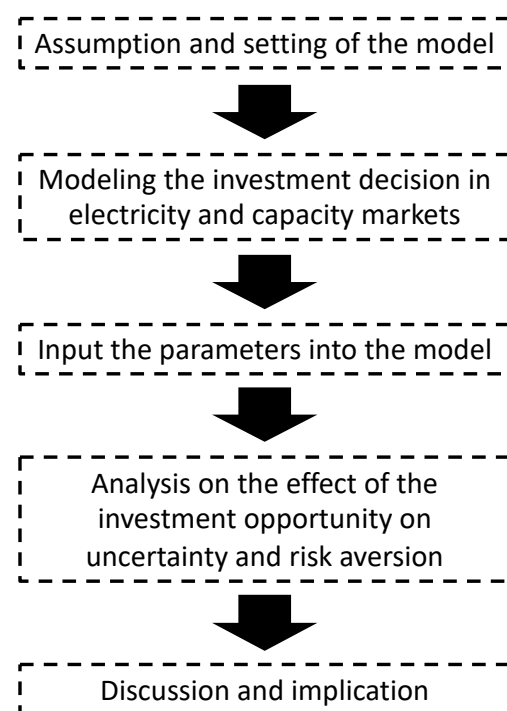 Assumption and setting of the model
Modeling the investment decision in
electricity and capacity markets
Input the parameters into the model
Analysis on the effect of the
investment opportunity on
uncertainty and risk aversion
Discussion and implication